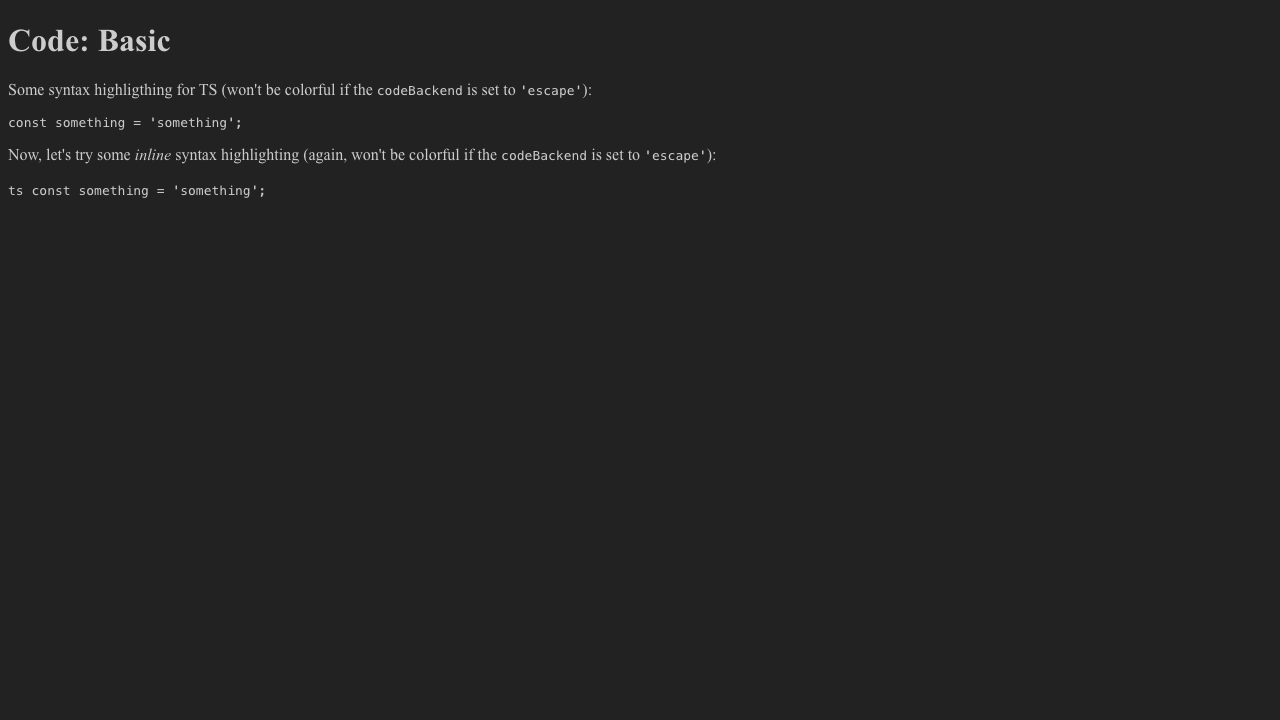 Code: Basic
Some syntax highligthing for TS (won't be colorful if the codeBackend is set to 'escape'):
const something = 'something';
Now, let's try some inline syntax highlighting (again, won't be colorful if the codeBackend is set to 'escape'):
ts const something = 'something';